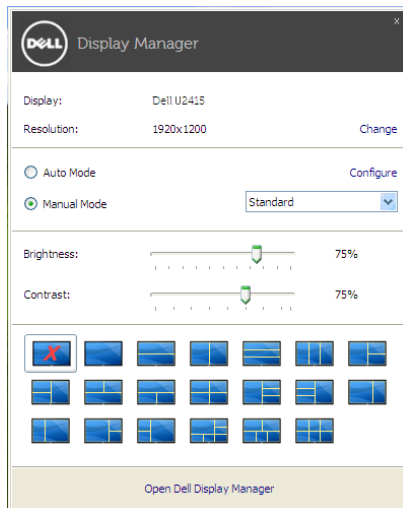 x
DELL Display Manager
Display: Dell U2415
Resolution: 1920x1200 Change
Auto Mode Configure
Manual Mode Standard
Brightness: 75%
Contrast: 75%
Open Dell Display Manager